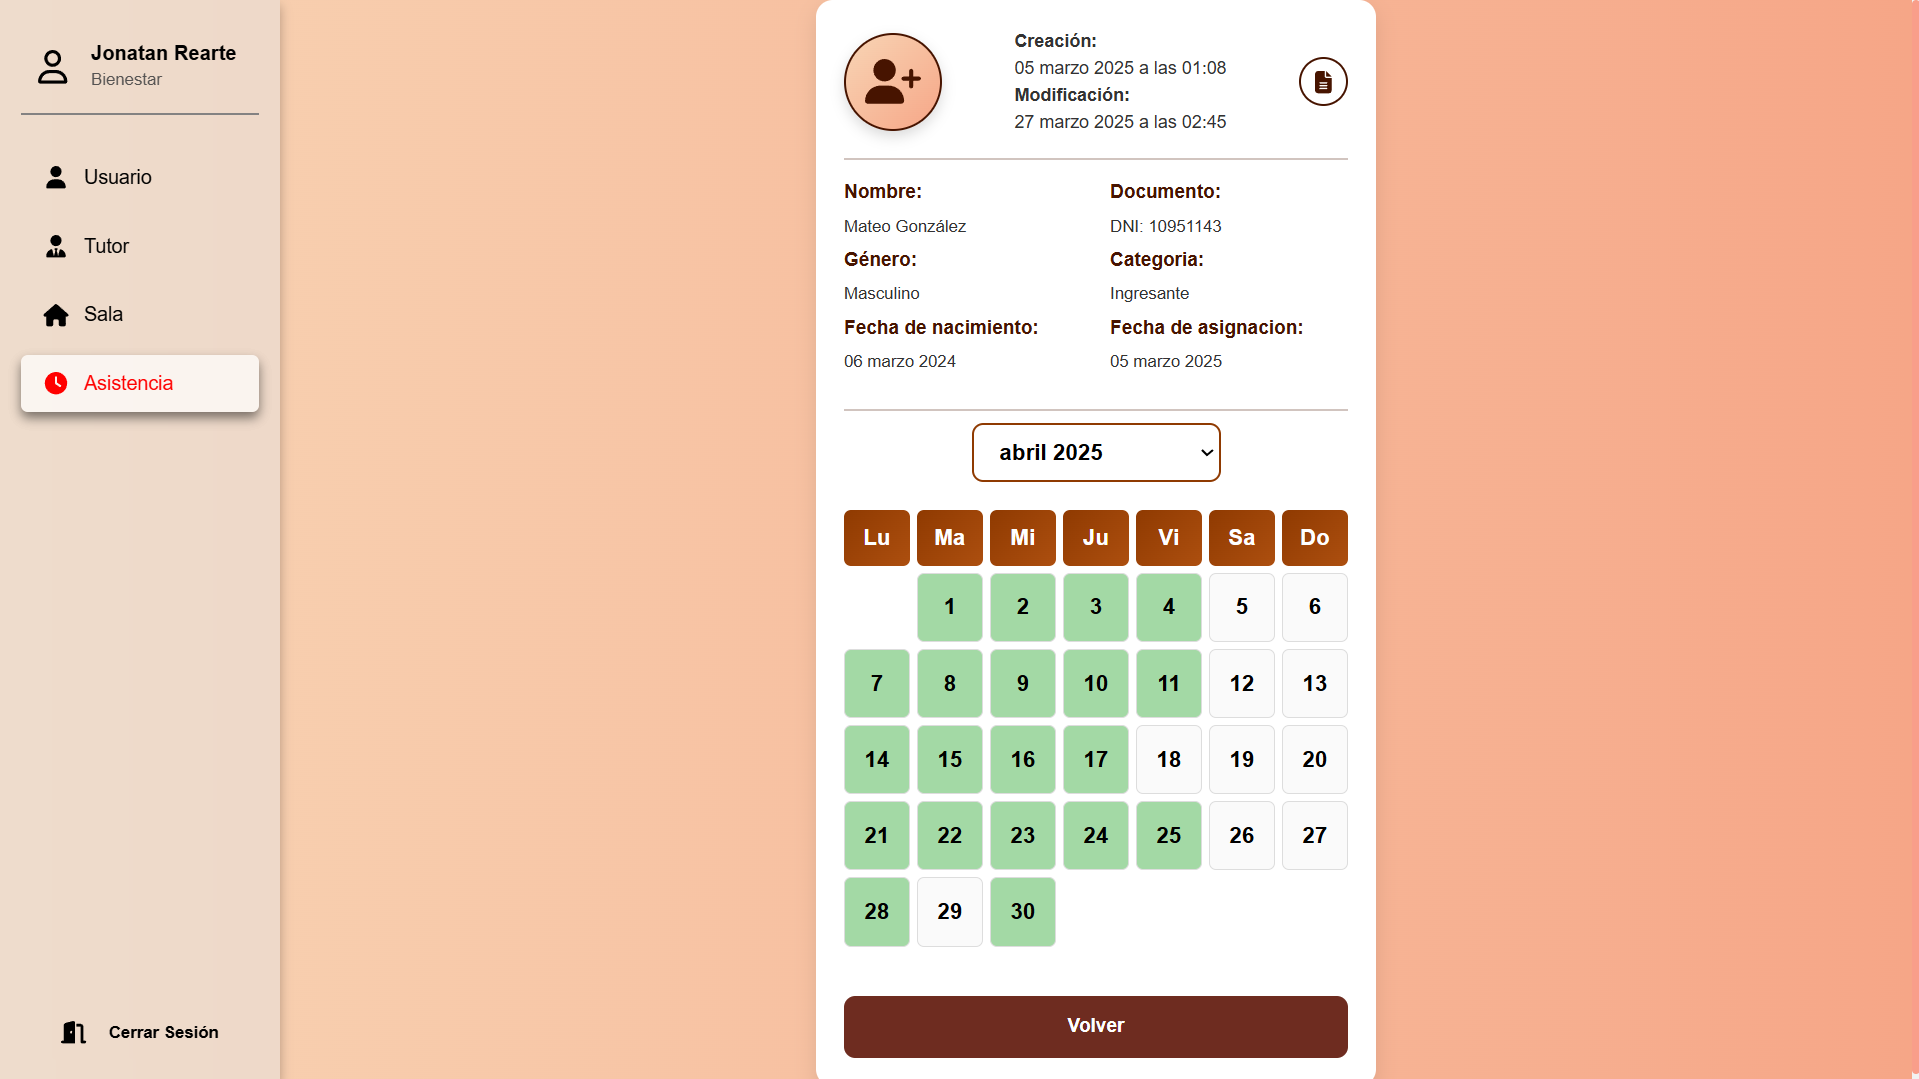 Jonatan Rearte
Bienestar
Usuario
Tutor
Sala
Asistencia
Cerrar Sesión
Creación:
05 marzo 2025 a las 01:08
Modificación:
27 marzo 2025 a las 02:45
Nombre: Documento:
Mateo González DNI: 10951143
Género: Categoria:
Masculino Ingresante
Fecha de nacimiento: Fecha de asignacion:
06 marzo 2024 05 marzo 2025
abril 2025
Lu Ma Mi Ju Vi Sa Do
1 2 3 4 5 6
7 8 9 10 11 12 13
14 15 16 17 18 19 20
21 22 23 24 25 26 27
28 29 30
Volver